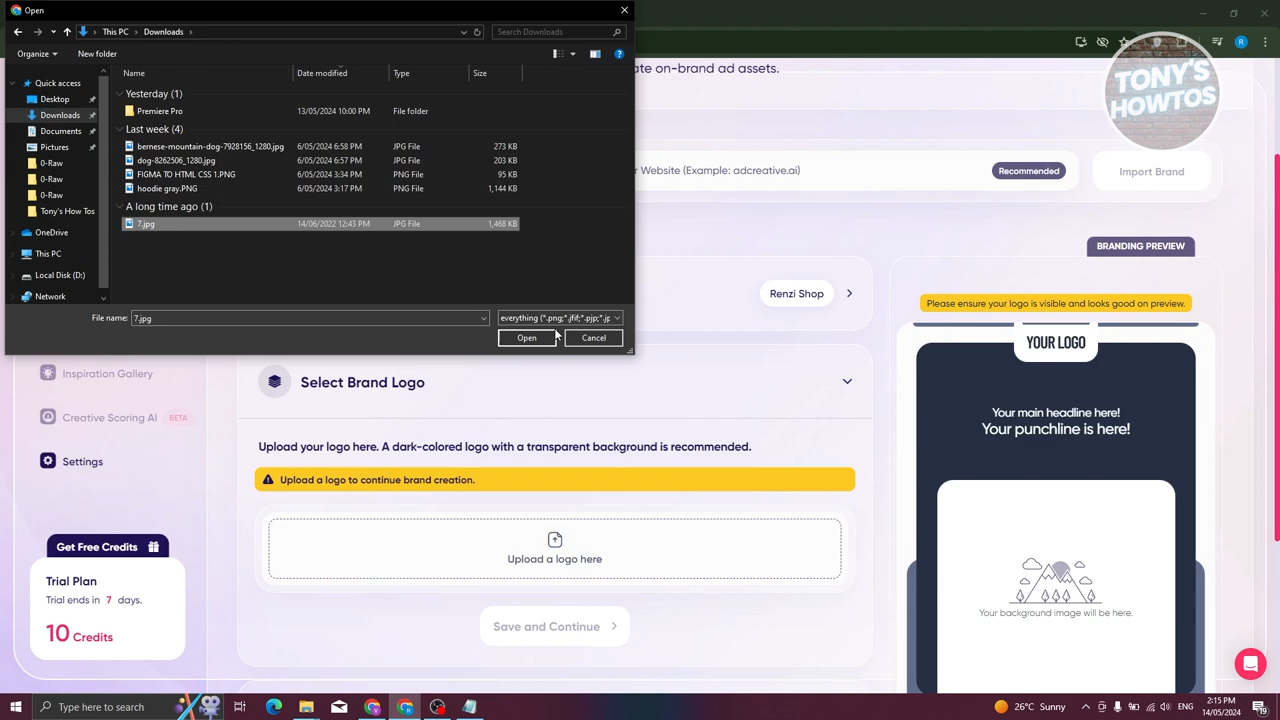 Open
This PC > Downloads >
Search Downloads
Organize
New folder
Name
Date modified
Type
Size
Quick access
Desktop
Downloads
Documents
Pictures
0-Raw
0-Raw
0-Raw
Tony's How Tos
OneDrive
This PC
Local Disk (D:)
Network
Yesterday (1)
Premiere Pro 13/05/2024 10:00 PM File folder
Last week (4)
bernese-mountain-dog-7928156_1280.jpg 6/05/2024 6:58 PM JPG File 273 KB
dog-8262506_1280.jpg 6/05/2024 6:57 PM JPG File 203 KB
FIGMA TO HTML CSS 1.PNG 6/05/2024 3:34 PM PNG File 95 KB
hoodie gray.PNG 6/05/2024 3:17 PM PNG File 1,144 KB
A long time ago (1)
7.jpg 14/06/2022 12:43 PM JPG File 1,468 KB
File name: 7.jpg
everything (*.png;*.jfif;*.pjp;*.jp
Open
Cancel
R
TONY'S
HOWTOS
te on-brand ad assets.
r Website (Example: adcreative.ai)
Recommended
Import Brand
BRANDING PREVIEW
Renzi Shop
Please ensure your logo is visible and looks good on preview.
YOUR LOGO
Your main headline here!
Your punchline is here!
Your background image will be here.
Inspiration Gallery
Creative Scoring AI BETA
Settings
Select Brand Logo
Upload your logo here. A dark-colored logo with a transparent background is recommended.
Upload a logo to continue brand creation.
Upload a logo here
Save and Continue
Get Free Credits
Trial Plan
Trial ends in 7 days.
10 Credits
Type here to search
26°C Sunny
ENG
2:15 PM
14/05/2024